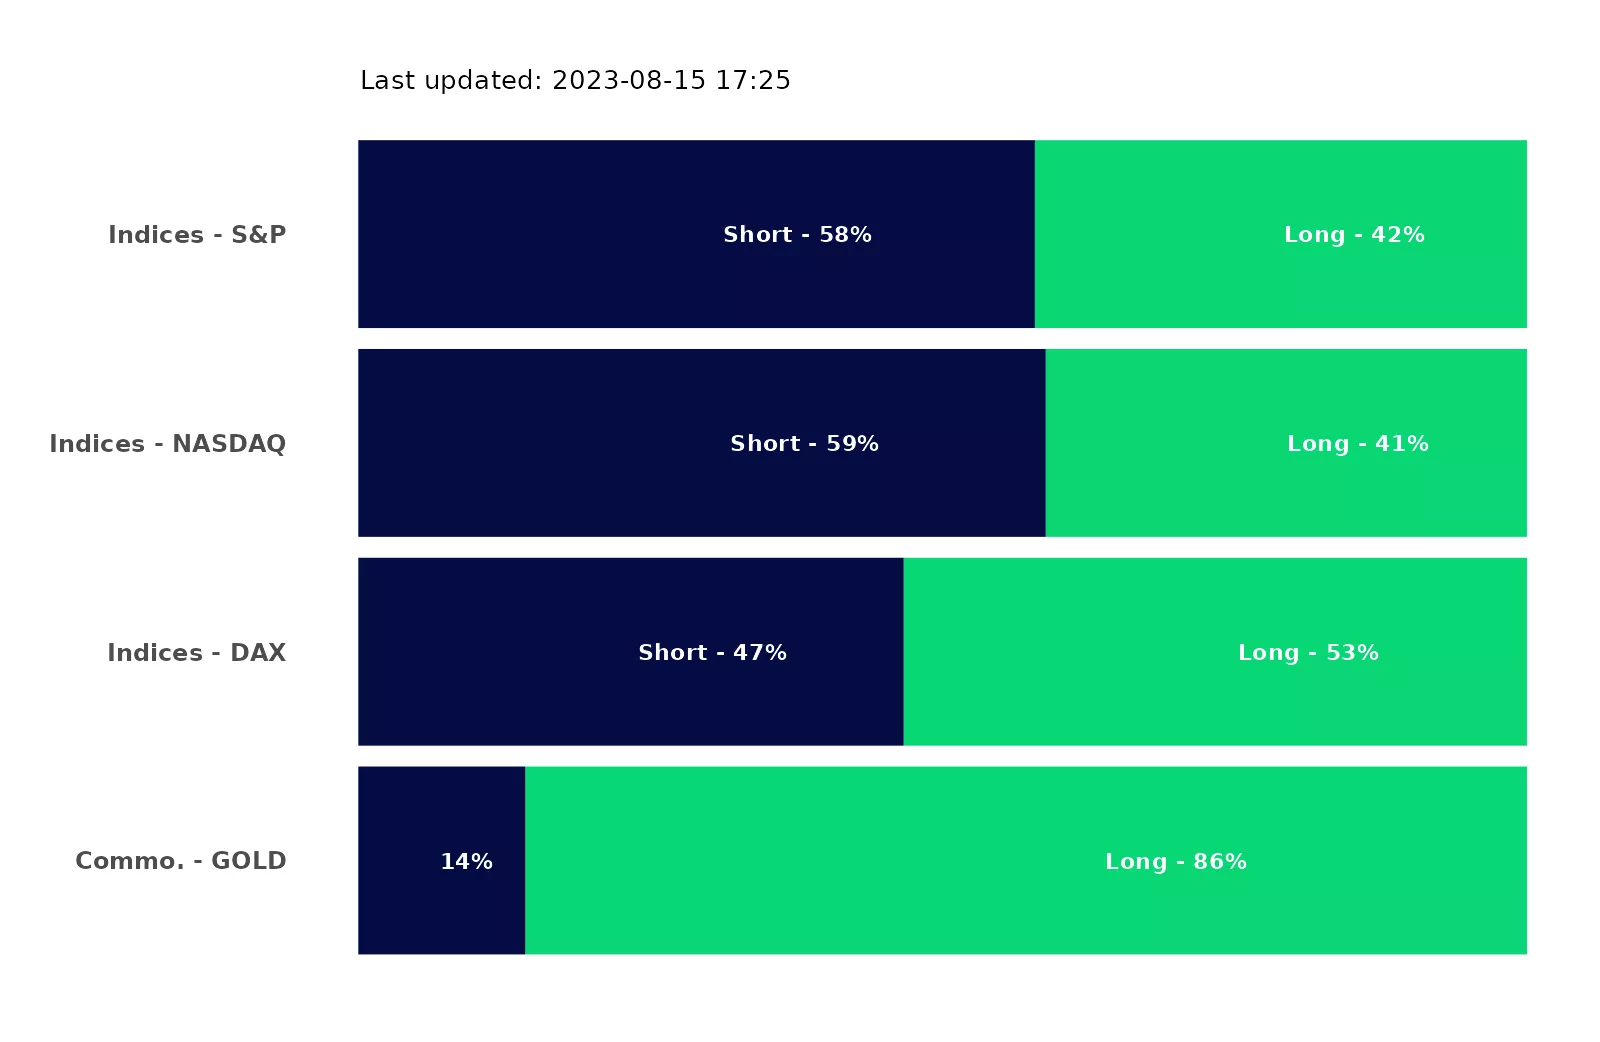 Last updated: 2023-08-15 17:25
Indices - S&P
Short - 58%
Long - 42%
Indices - NASDAQ
Short - 59%
Long - 41%
Indices - DAX
Short - 47%
Long - 53%
Commo. - GOLD
14%
Long - 86%